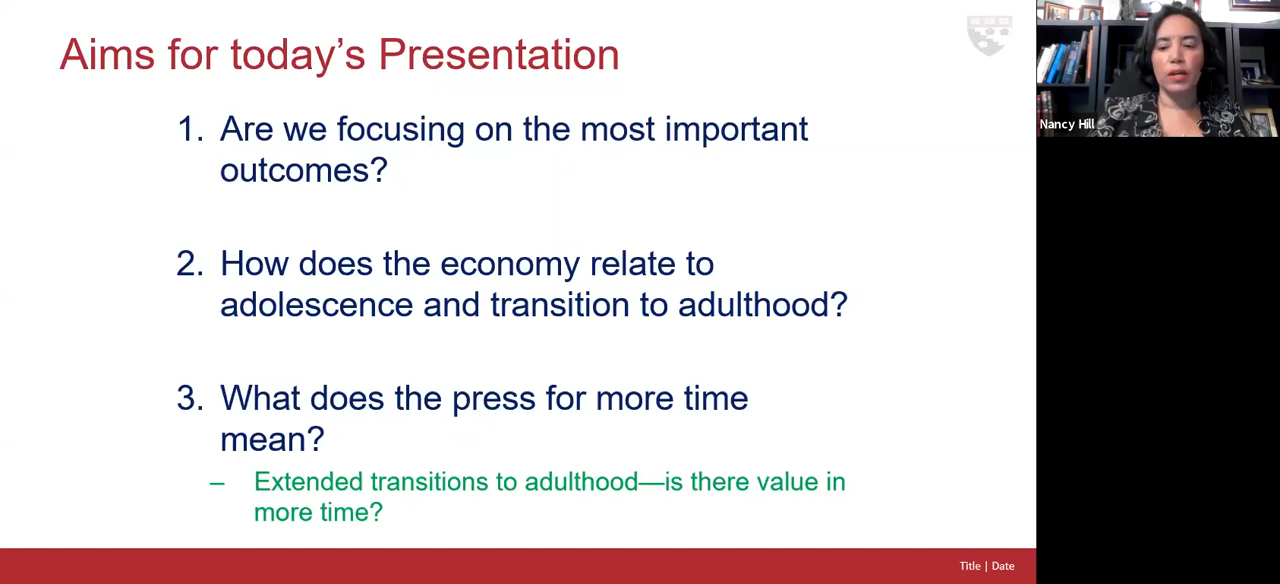 Aims for today's Presentation
1. Are we focusing on the most important
outcomes?
2. How does the economy relate to
adolescence and transition to adulthood?
3. What does the press for more time
mean?
– Extended transitions to adulthood—is there value in
more time?
Title | Date
Nancy Hill